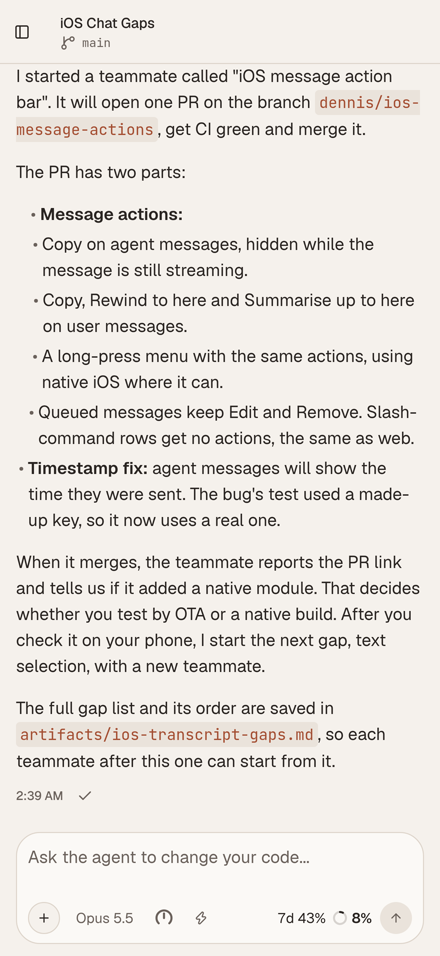 iOS Chat Gaps
main
I started a teammate called "iOS message action
bar". It will open one PR on the branch dennis/ios-
message-actions, get CI green and merge it.
The PR has two parts:
• Message actions:
• Copy on agent messages, hidden while the
message is still streaming.
• Copy, Rewind to here and Summarise up to here
on user messages.
• A long-press menu with the same actions, using
native iOS where it can.
• Queued messages keep Edit and Remove. Slash-
command rows get no actions, the same as web.
• Timestamp fix: agent messages will show the
time they were sent. The bug's test used a made-
up key, so it now uses a real one.
When it merges, the teammate reports the PR link
and tells us if it added a native module. That decides
whether you test by OTA or a native build. After you
check it on your phone, I start the next gap, text
selection, with a new teammate.
The full gap list and its order are saved in
artifacts/ios-transcript-gaps.md, so each
teammate after this one can start from it.
2:39 AM
Ask the agent to change your code...
Opus 5.5 7d 43% 8%